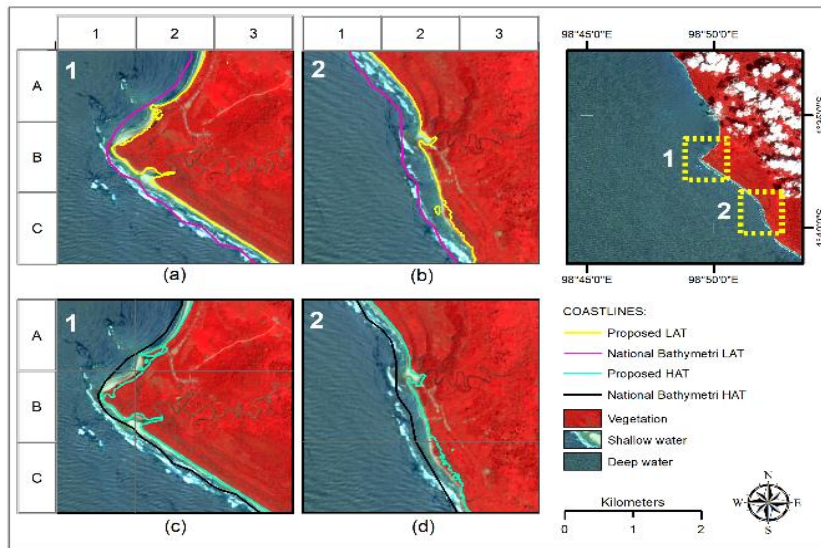 1 2 3 1 2 3
98°45'0"E 98°50'0"E
A
B
C
1
2
(a) (b)
1
2
98°45'0"E 98°50'0"E
A
B
C
1
2
(c) (d)
COASTLINES:
Proposed LAT
National Bathymetri LAT
Proposed HAT
National Bathymetri HAT
Vegetation
Shallow water
Deep water
Kilometers
0 1 2
N
W E
S